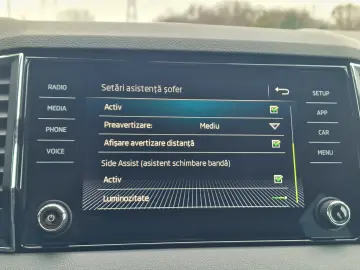 Setări asistență șofer
RADIO
SETUP
Activ
MEDIA
APP
Preavertizare: Mediu
PHONE
CAR
Afișare avertizare distanță
VOICE
MENU
Side Assist (asistent schimbare bandă)
Activ
Luminozitate